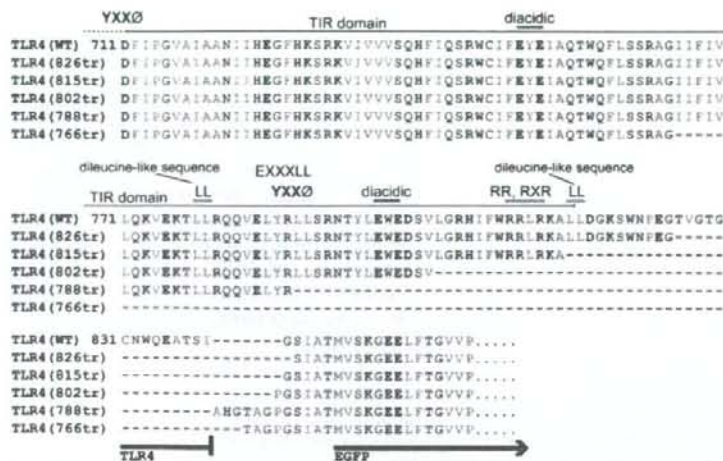 YXXØ TIR domain diacidic
TLR4(WT) 711 DFIPGVAIAANIIHEGFHKSRKVIVVVSQHFIQSRWCIFEYEIAQTWQFLSSRAGIIFIV
TLR4(826tr) DFIPGVAIAANIIHEGFHKSRKVIVVVSQHFIQSRWCIFEYEIAQTWQFLSSRAGIIFIV
TLR4(815tr) DFIPGVAIAANIIHEGFHKSRKVIVVVSQHFIQSRWCIFEYEIAQTWQFLSSRAGIIFIV
TLR4(802tr) DFIPGVAIAANIIHEGFHKSRKVIVVVSQHFIQSRWCIFEYEIAQTWQFLSSRAGIIFIV
TLR4(788tr) DFIPGVAIAANIIHEGFHKSRKVIVVVSQHFIQSRWCIFEYEIAQTWQFLSSRAGIIFIV
TLR4(766tr) DFIPGVAIAANIIHEGFHKSRKVIVVVSQHFIQSRWCIFEYEIAQTWQFLSSRAG-----
dileucine-like sequence EXXXLL dileucine-like sequence
TIR domain LL YXXØ diacidic RR, RXR LL
TLR4(WT) 771 LQKVEKTLLRQQVELYRLLSRNTYLEWEDSVLGRHIFWRRLRKALLDGKSWNPEGTVGTG
TLR4(826tr) LQKVEKTLLRQQVELYRLLSRNTYLEWEDSVLGRHIFWRRLRKALLDGKSWNPEG-----
TLR4(815tr) LQKVEKTLLRQQVELYRLLSRNTYLEWEDSVLGRHIFWRRLRKA----------------
TLR4(802tr) LQKVEKTLLRQQVELYRLLSRNTYLEWEDSV-----------------------------
TLR4(788tr) LQKVEKTLLRQQVELYR-------------------------------------------
TLR4(766tr) ------------------------------------------------------------
TLR4(WT) 831 CNWQEATSI-------GSIATMVSKGEELFTGVVP.....
TLR4(826tr) -----------------SIATMVSKGEELFTGVVP.....
TLR4(815tr) ----------------GSIATMVSKGEELFTGVVP.....
TLR4(802tr) ---------------PGSIATMVSKGEELFTGVVP.....
TLR4(788tr) ---------AHGTAGPGSIATMVSKGEELFTGVVP.....
TLR4(766tr) ------------TAGPGSIATMVSKGEELFTGVVP.....
TLR4 EGFP